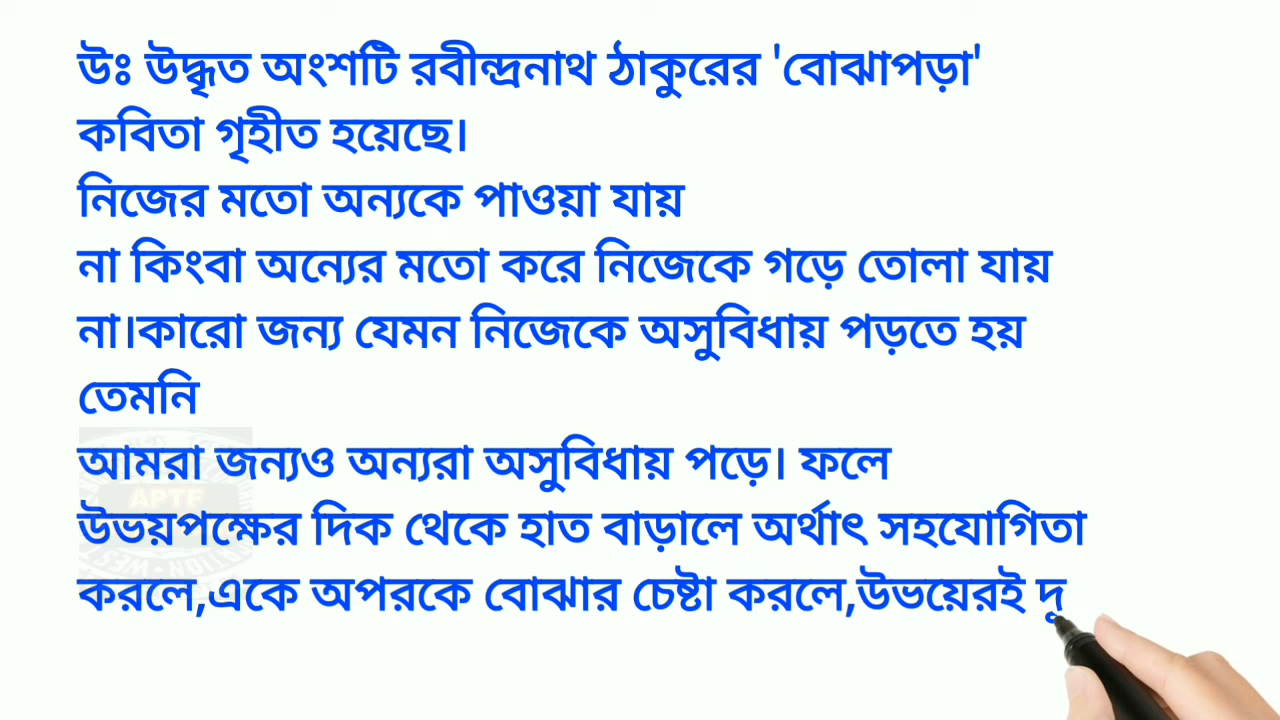 উঃ উদ্ধৃত অংশটি রবীন্দ্রনাথ ঠাকুরের 'বোঝাপড়া'
কবিতা গৃহীত হয়েছে।
নিজের মতো অন্যকে পাওয়া যায়
না কিংবা অন্যের মতো করে নিজেকে গড়ে তোলা যায়
না।কারো জন্য যেমন নিজেকে অসুবিধায় পড়তে হয়
তেমনি
আমরা জন্যও অন্যরা অসুবিধায় পড়ে। ফলে
APTF
উভয়পক্ষের দিক থেকে হাত বাড়ালে অর্থাৎ সহযোগিতা
করলে,একে অপরকে বোঝার চেষ্টা করলে,উভয়েরই দূ